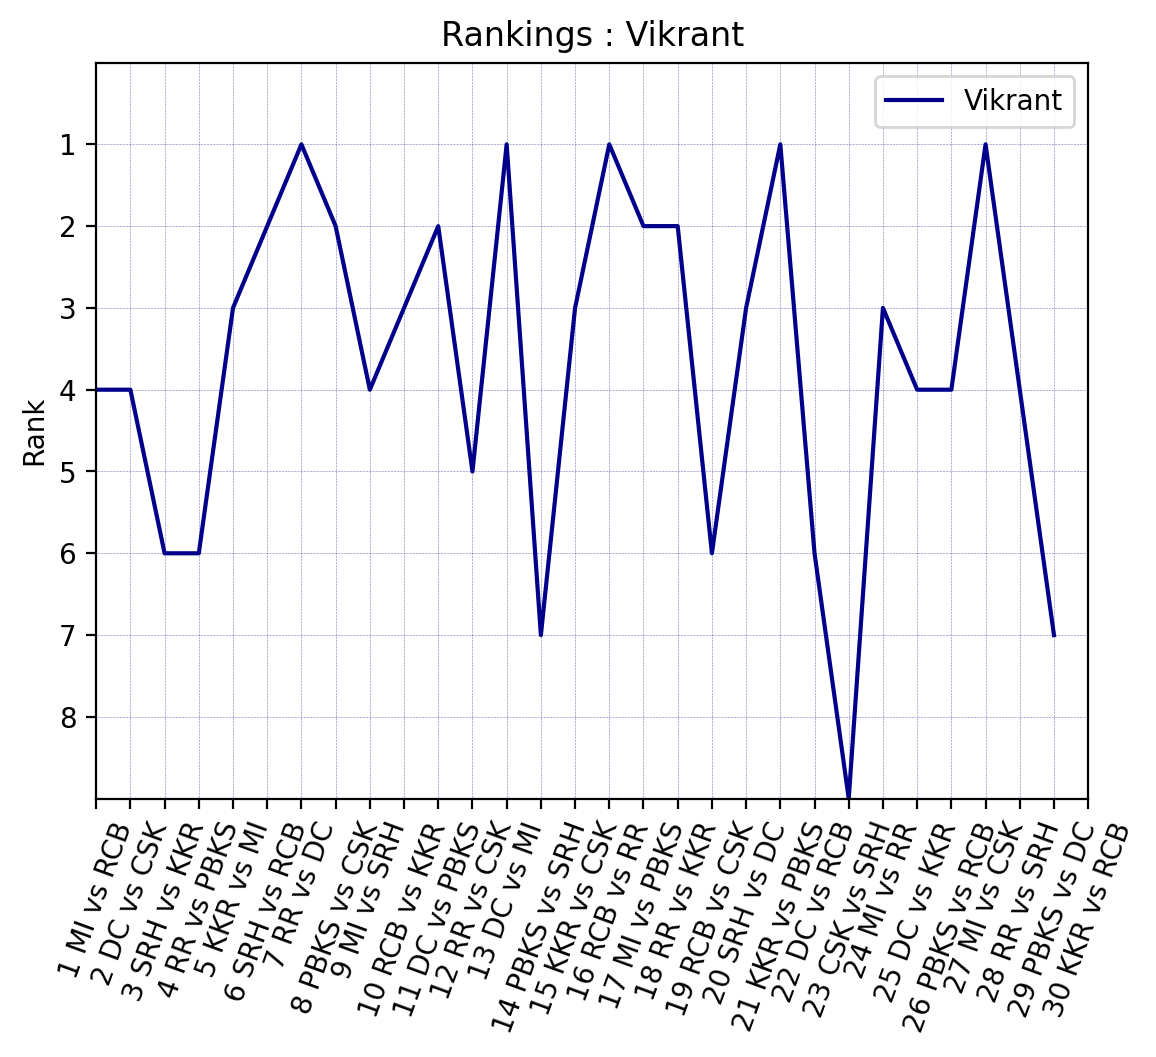 Rankings : Vikrant
Vikrant
1
2
3
4
5
6
7
8
Rank
1 MI vs RCB
2 DC vs CSK
3 SRH vs KKR
4 RR vs PBKS
5 KKR vs MI
6 SRH vs RCB
7 RR vs DC
8 PBKS vs CSK
9 MI vs SRH
10 RCB vs KKR
11 DC vs PBKS
12 RR vs CSK
13 DC vs MI
14 PBKS vs SRH
15 KKR vs CSK
16 RCB vs RR
17 MI vs PBKS
18 RR vs KKR
19 RCB vs CSK
20 SRH vs DC
21 KKR vs PBKS
22 DC vs RCB
23 CSK vs SRH
24 MI vs RR
25 DC vs KKR
26 PBKS vs RCB
27 MI vs CSK
28 RR vs SRH
29 PBKS vs DC
30 KKR vs RCB